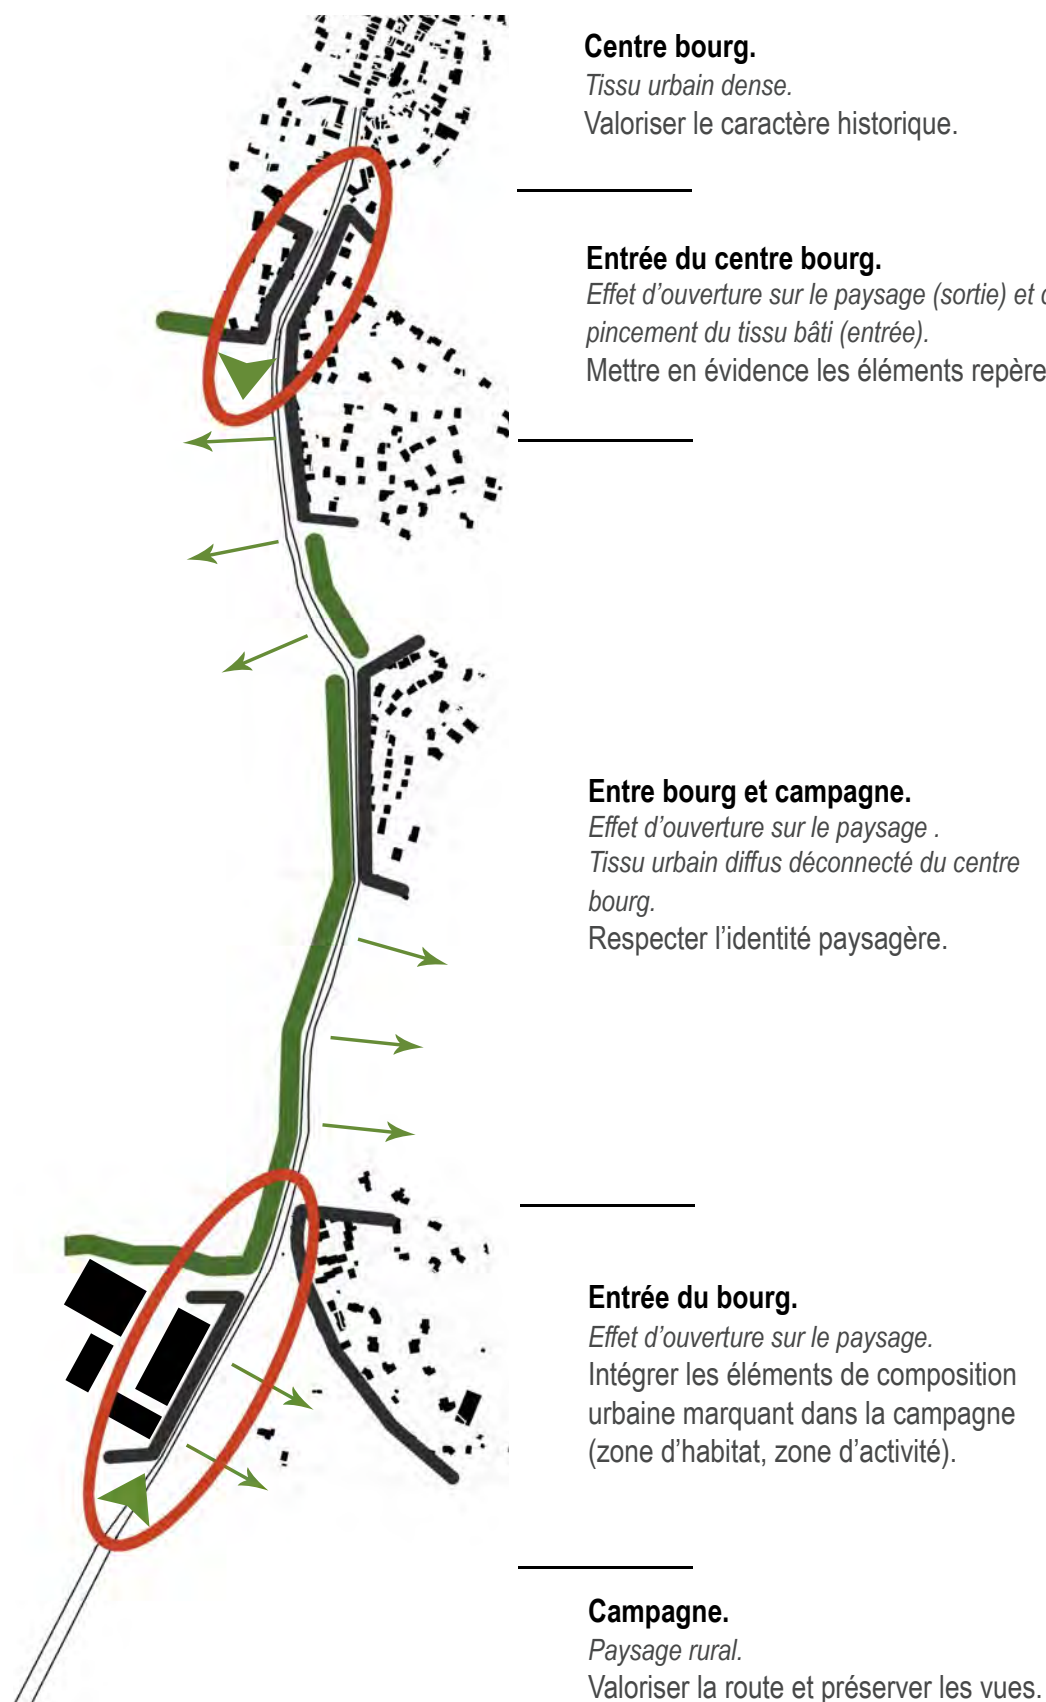 Centre bourg.
Tissu urbain dense.
Valoriser le caractère historique.
Entrée du centre bourg.
Effet d’ouverture sur le paysage (sortie) et
pincement du tissu bâti (entrée).
Mettre en évidence les éléments repère
Entre bourg et campagne.
Effet d’ouverture sur le paysage .
Tissu urbain diffus déconnecté du centre
bourg.
Respecter l’identité paysagère.
Entrée du bourg.
Effet d’ouverture sur le paysage.
Intégrer les éléments de composition
urbaine marquant dans la campagne
(zone d’habitat, zone d’activité).
Campagne.
Paysage rural.
Valoriser la route et préserver les vues.